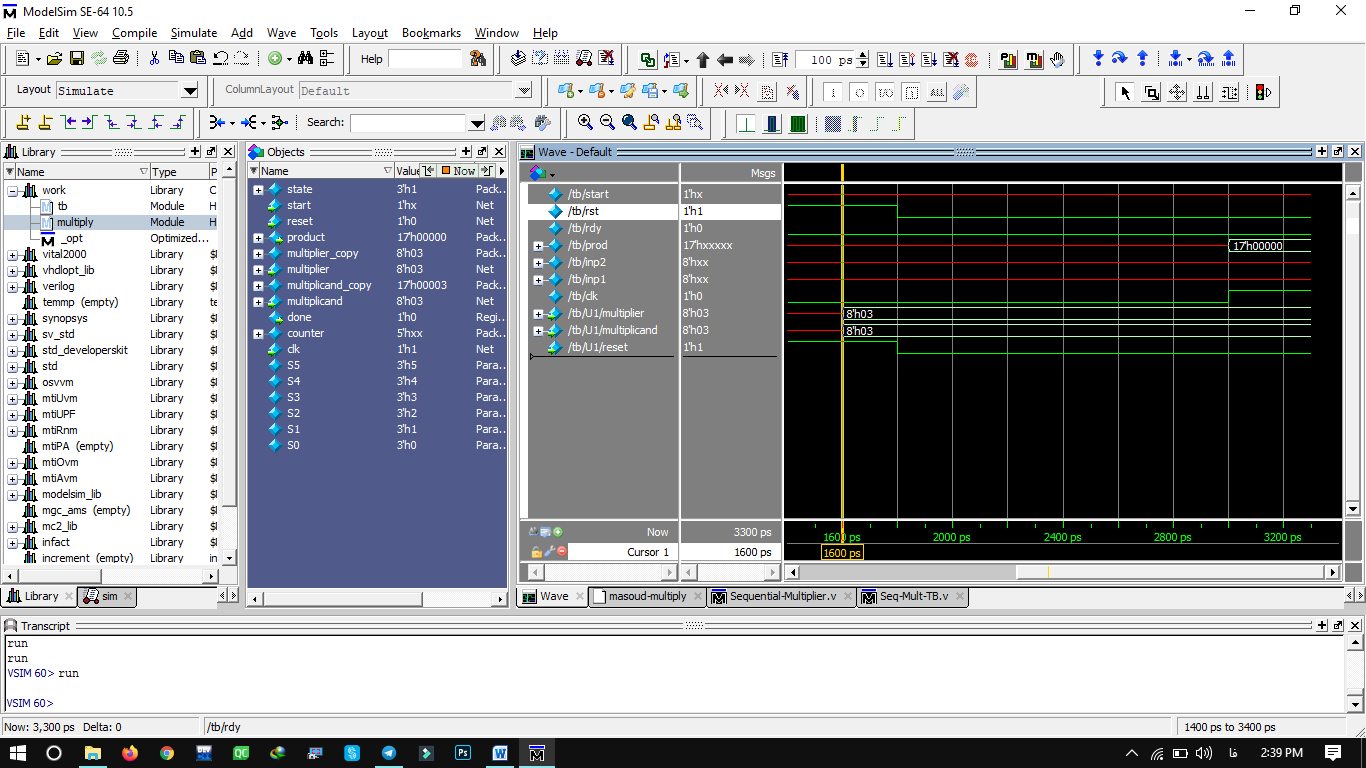 ModelSim SE-64 10.5
File Edit View Compile Simulate Add Wave Tools Layout Bookmarks Window Help
Help 100 ps
Layout Simulate ColumnLayout Default
Search:
Library
Name Type P
work Library C
tb Module H
multiply Module H
_opt Optimized...
vital2000 Library $
vhdlopt_lib Library $
verilog Library $
temmp (empty) Library te
synopsys Library $
sv_std Library $
std_developerskit Library $
std Library $
osvvm Library $
mtiUvm Library $
mtiUPF Library $
mtiRnm Library $
mtiPA (empty) Library $
mtiOvm Library $
mtiAvm Library $
modelsim_lib Library $
mgc_ams (empty) Library $
mc2_lib Library $
infact Library $
increment (empty) Library in
Library sim
Objects
Name Value Now
state 3'h1 Pack..
start 1'hx Net
reset 1'h0 Net
product 17'h00000 Pack..
multiplier_copy 8'h03 Pack..
multiplier 8'h03 Net
multiplicand_copy 17'h00003 Pack..
multiplicand 8'h03 Net
done 1'h0 Regi..
counter 5'hxx Pack..
clk 1'h1 Net
S5 3'h5 Para..
S4 3'h4 Para..
S3 3'h3 Para..
S2 3'h2 Para..
S1 3'h1 Para..
S0 3'h0 Para..
Wave - Default
Msgs
/tb/start 1'hx
/tb/rst 1'h1
/tb/rdy 1'h0
/tb/prod 17'hxxxxx 17'h00000
/tb/inp2 8'hxx
/tb/inp1 8'hxx
/tb/clk 1'h0
/tb/U1/multiplier 8'h03 8'h03
/tb/U1/multiplicand 8'h03 8'h03
/tb/U1/reset 1'h1
Now 3300 ps 1600 ps 2000 ps 2400 ps 2800 ps 3200 ps
Cursor 1 1600 ps 1600 ps
Wave masoud-multiply Sequential-Multiplier.v Seq-Mult-TB.v
Transcript
run
run
VSIM 60> run
VSIM 60>
Now: 3,300 ps Delta: 0 /tb/rdy 1400 ps to 3400 ps
QC Ps W M فا 2:39 PM